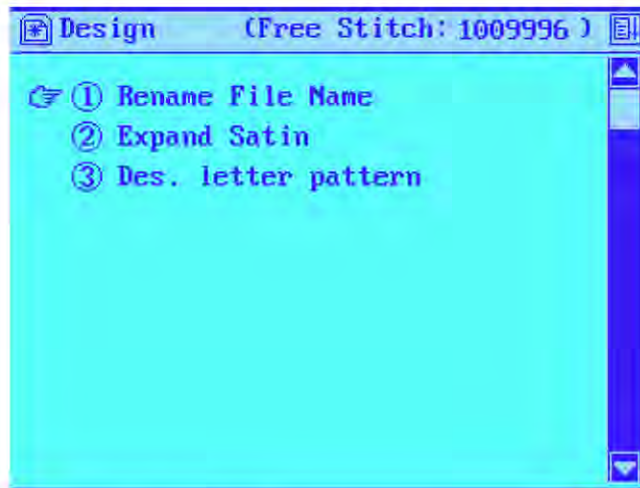 Design (Free Stitch: 1009996 )
① Rename File Name
② Expand Satin
③ Des. letter pattern